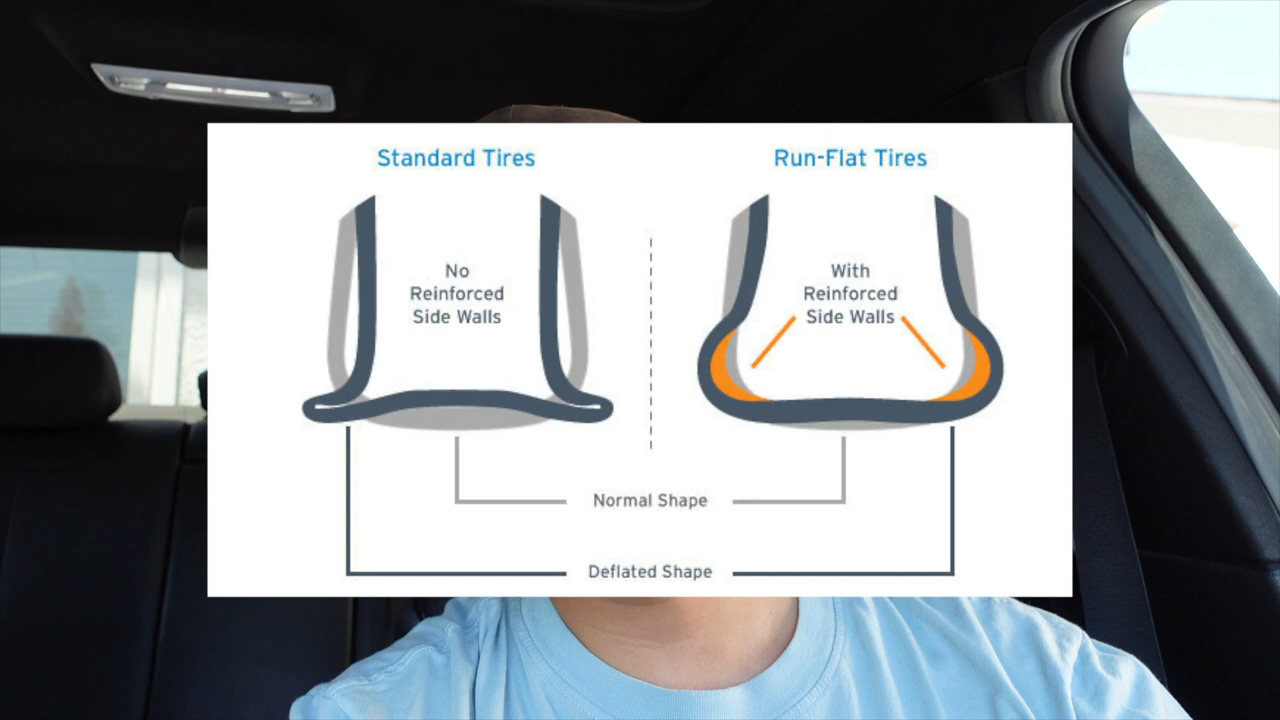 Standard Tires
Run-Flat Tires
No
Reinforced
Side Walls
With
Reinforced
Side Walls
Normal Shape
Deflated Shape